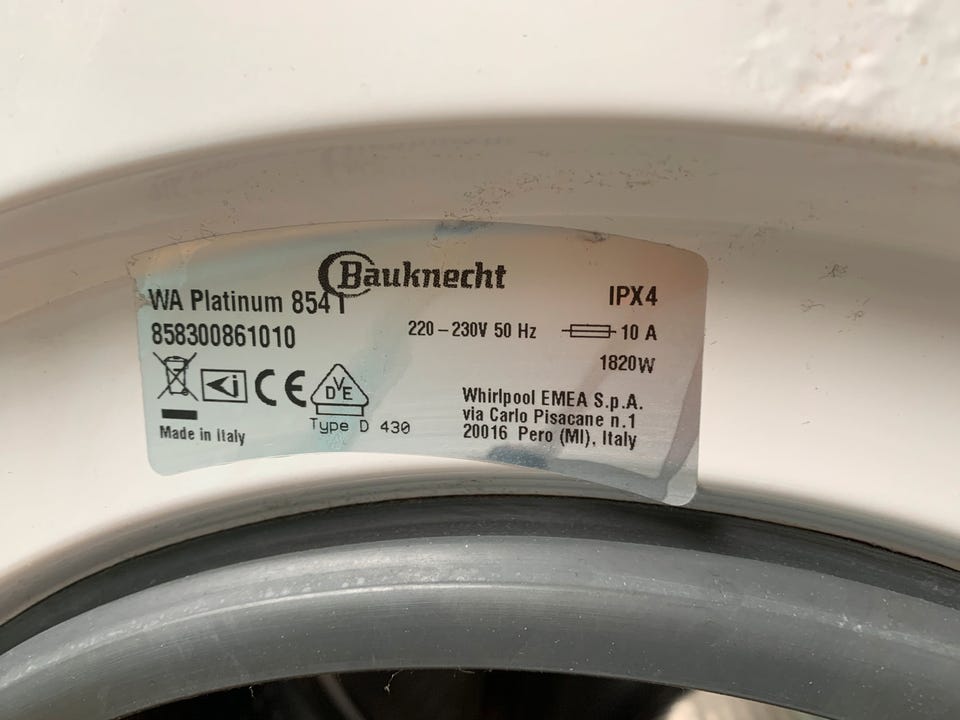 Bauknecht
WA Platinum 854 I
IPX4
858300861010
220-230V 50 Hz
10 A
1820W
VDE
Type D 430
Made in Italy
Whirlpool EMEA S.p.A.
via Carlo Pisacane n.1
20016 Pero (MI), Italy